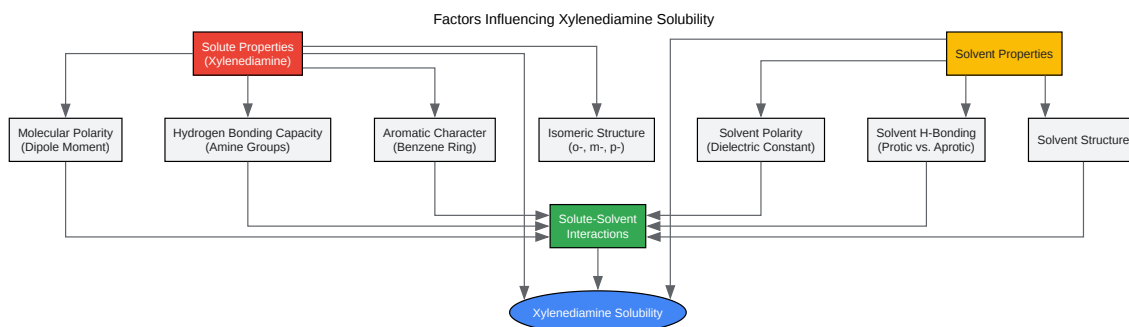 Factors Influencing Xylenediamine Solubility
Solute Properties
(Xylenediamine)
Solvent Properties
Molecular Polarity
(Dipole Moment)
Hydrogen Bonding Capacity
(Amine Groups)
Aromatic Character
(Benzene Ring)
Isomeric Structure
(o-, m-, p-)
Solvent Polarity
(Dielectric Constant)
Solvent H-Bonding
(Protic vs. Aprotic)
Solvent Structure
Solute-Solvent
Interactions
Xylenediamine Solubility